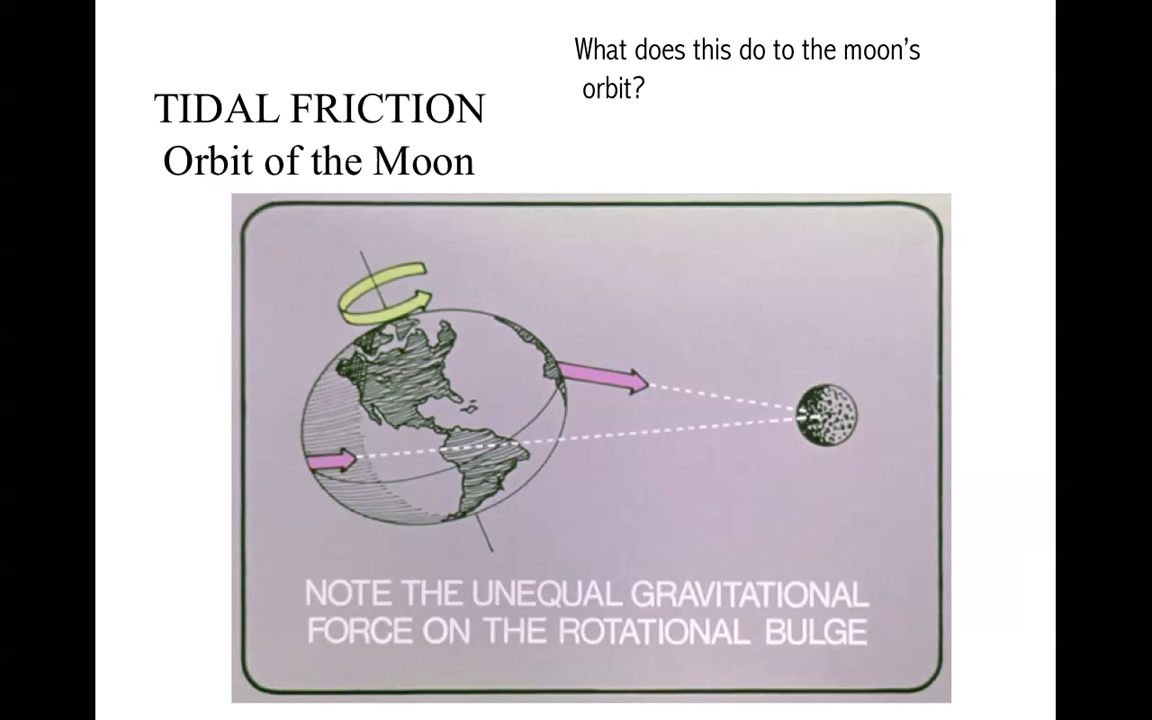 What does this do to the moon's
orbit?
TIDAL FRICTION
Orbit of the Moon
NOTE THE UNEQUAL GRAVITATIONAL
FORCE ON THE ROTATIONAL BULGE